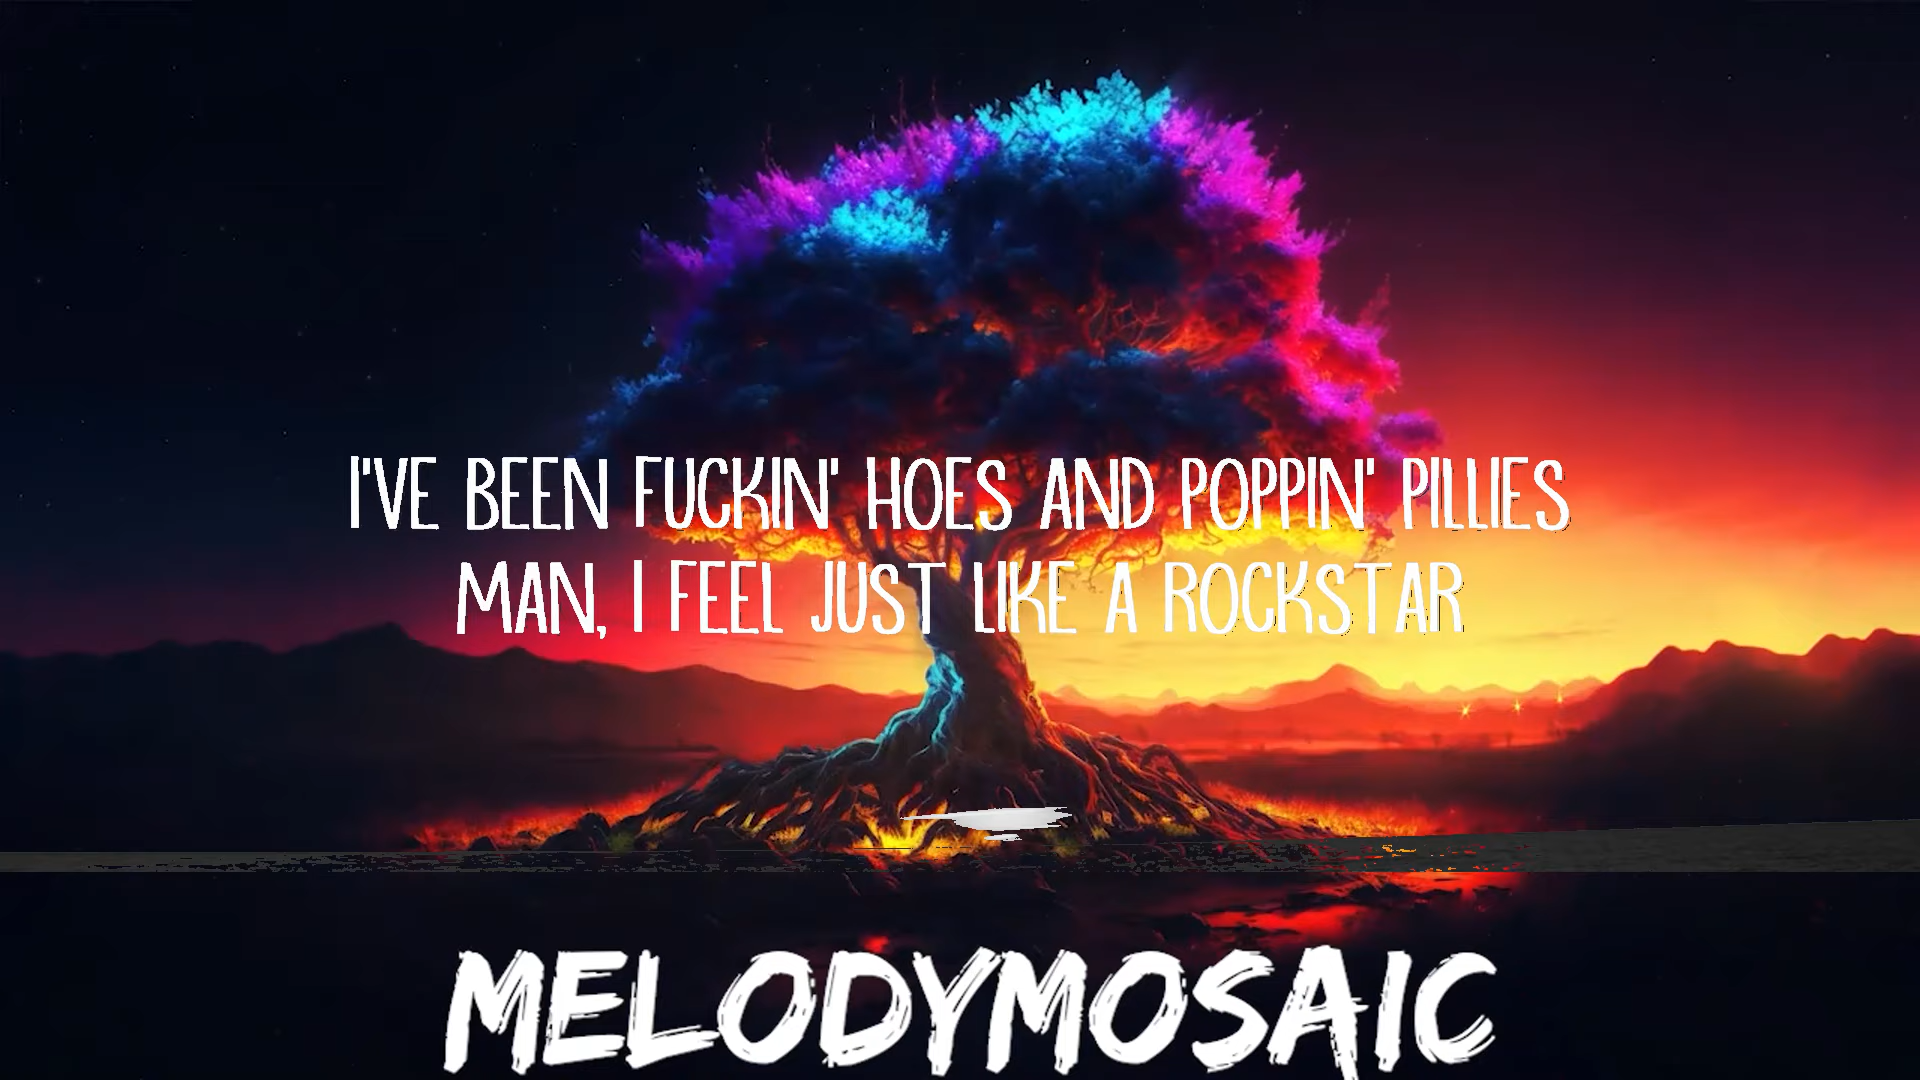 I'VE BEEN FUCKIN' HOES AND POPPIN' PILLIES
MAN, I FEEL JUST LIKE A ROCKSTAR
MELODYMOSAIC